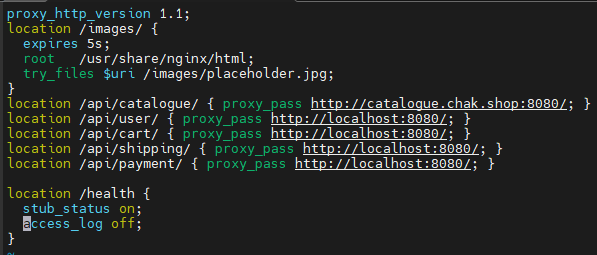 proxy_http_version 1.1;
location /images/ {
  expires 5s;
  root   /usr/share/nginx/html;
  try_files $uri /images/placeholder.jpg;
}
location /api/catalogue/ { proxy_pass http://catalogue.chak.shop:8080/; }
location /api/user/ { proxy_pass http://localhost:8080/; }
location /api/cart/ { proxy_pass http://localhost:8080/; }
location /api/shipping/ { proxy_pass http://localhost:8080/; }
location /api/payment/ { proxy_pass http://localhost:8080/; }

location /health {
  stub_status on;
  access_log off;
}
~